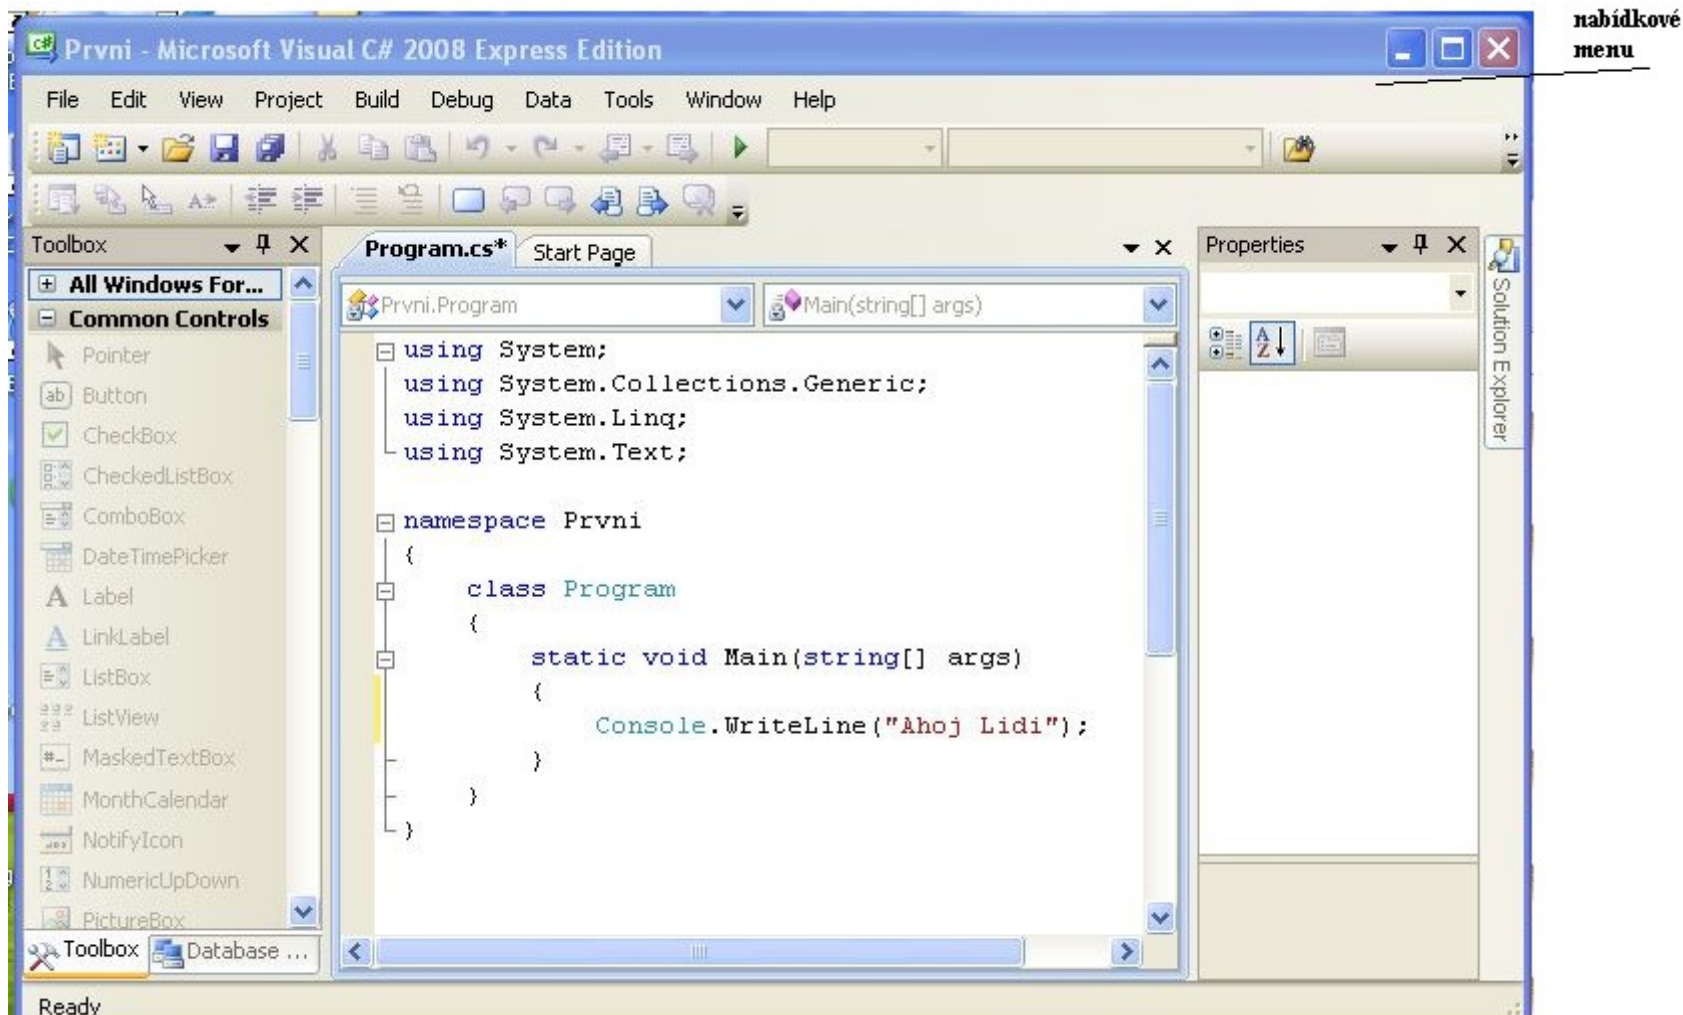 nabídkové
menu
Prvni - Microsoft Visual C# 2008 Express Edition
File Edit View Project Build Debug Data Tools Window Help
Toolbox
All Windows For...
Common Controls
Pointer
Button
CheckBox
CheckedListBox
ComboBox
DateTimePicker
Label
LinkLabel
ListBox
ListView
MaskedTextBox
MonthCalendar
NotifyIcon
NumericUpDown
PictureBox
Toolbox Database ...
Program.cs* Start Page
Prvni.Program Main(string[] args)
using System;
using System.Collections.Generic;
using System.Linq;
using System.Text;
namespace Prvni
{
class Program
{
static void Main(string[] args)
{
Console.WriteLine("Ahoj Lidi");
}
}
}
Properties
Solution Explorer
Ready